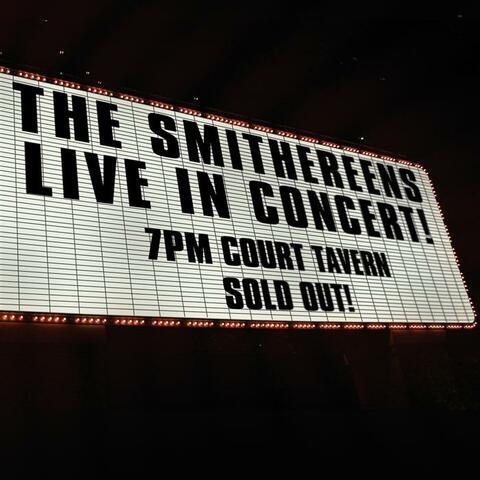 THE SMITHEREENS
LIVE IN CONCERT!
7PM COURT TAVERN
SOLD OUT!